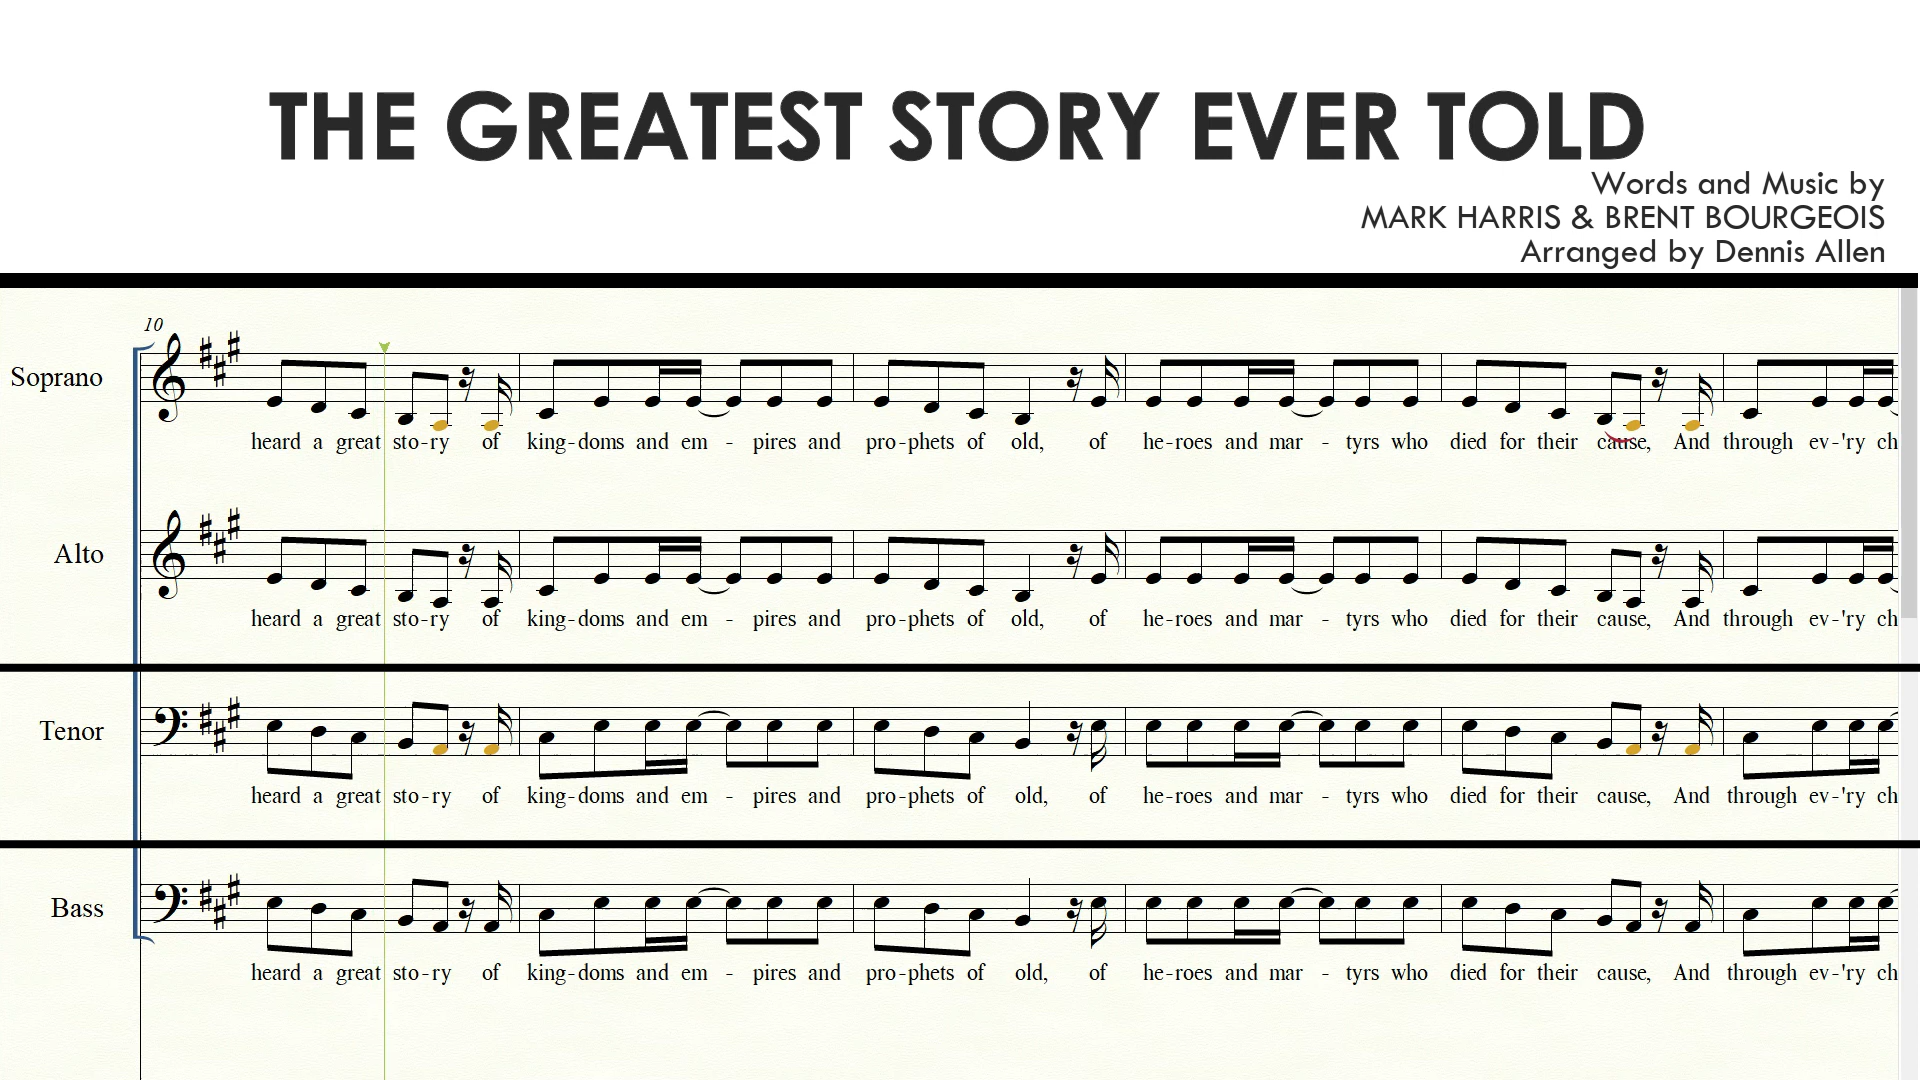 THE GREATEST STORY EVER TOLD
Words and Music by
MARK HARRIS & BRENT BOURGEOIS
Arranged by Dennis Allen
10
Soprano
heard a great sto-ry of king-doms and em - pires and pro-phets of old, of he-roes and mar - tyrs who died for their cause, And through ev-'ry ch
Alto
heard a great sto-ry of king-doms and em - pires and pro-phets of old, of he-roes and mar - tyrs who died for their cause, And through ev-'ry ch
Tenor
heard a great sto-ry of king-doms and em - pires and pro-phets of old, of he-roes and mar - tyrs who died for their cause, And through ev-'ry ch
Bass
heard a great sto-ry of king-doms and em - pires and pro-phets of old, of he-roes and mar - tyrs who died for their cause, And through ev-'ry ch